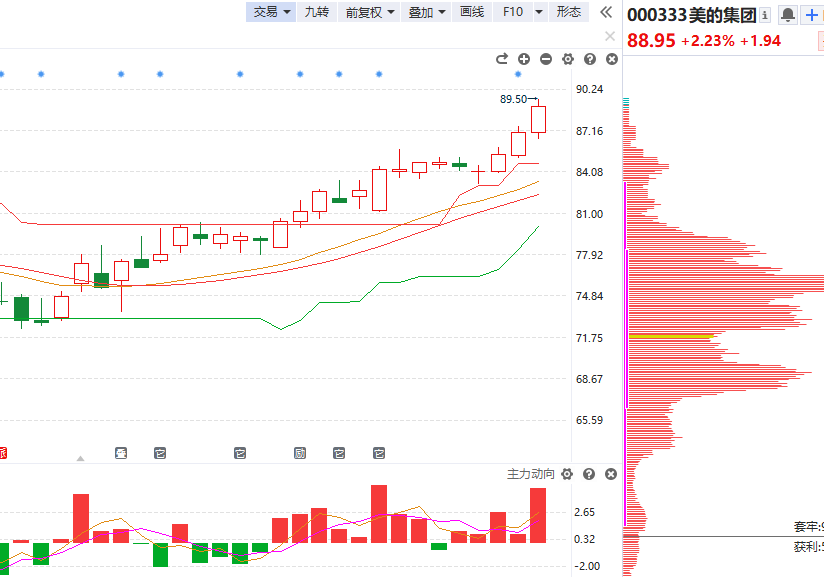 交易 九转 前复权 叠加 画线 F10 形态
000333美的集团
88.95 +2.23% +1.94
89.50
90.24
87.16
84.08
81.00
77.92
74.84
71.75
68.67
65.59
主力动向
2.65
0.32
-2.00
套牢:
获利: